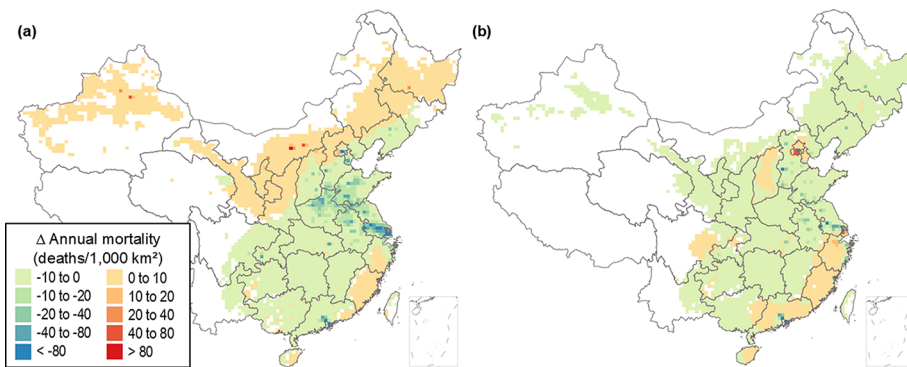 (a)
(b)
Δ Annual mortality
(deaths/1,000 km²)
-10 to 0
0 to 10
-10 to -20
10 to 20
-20 to -40
20 to 40
-40 to -80
40 to 80
< -80
> 80